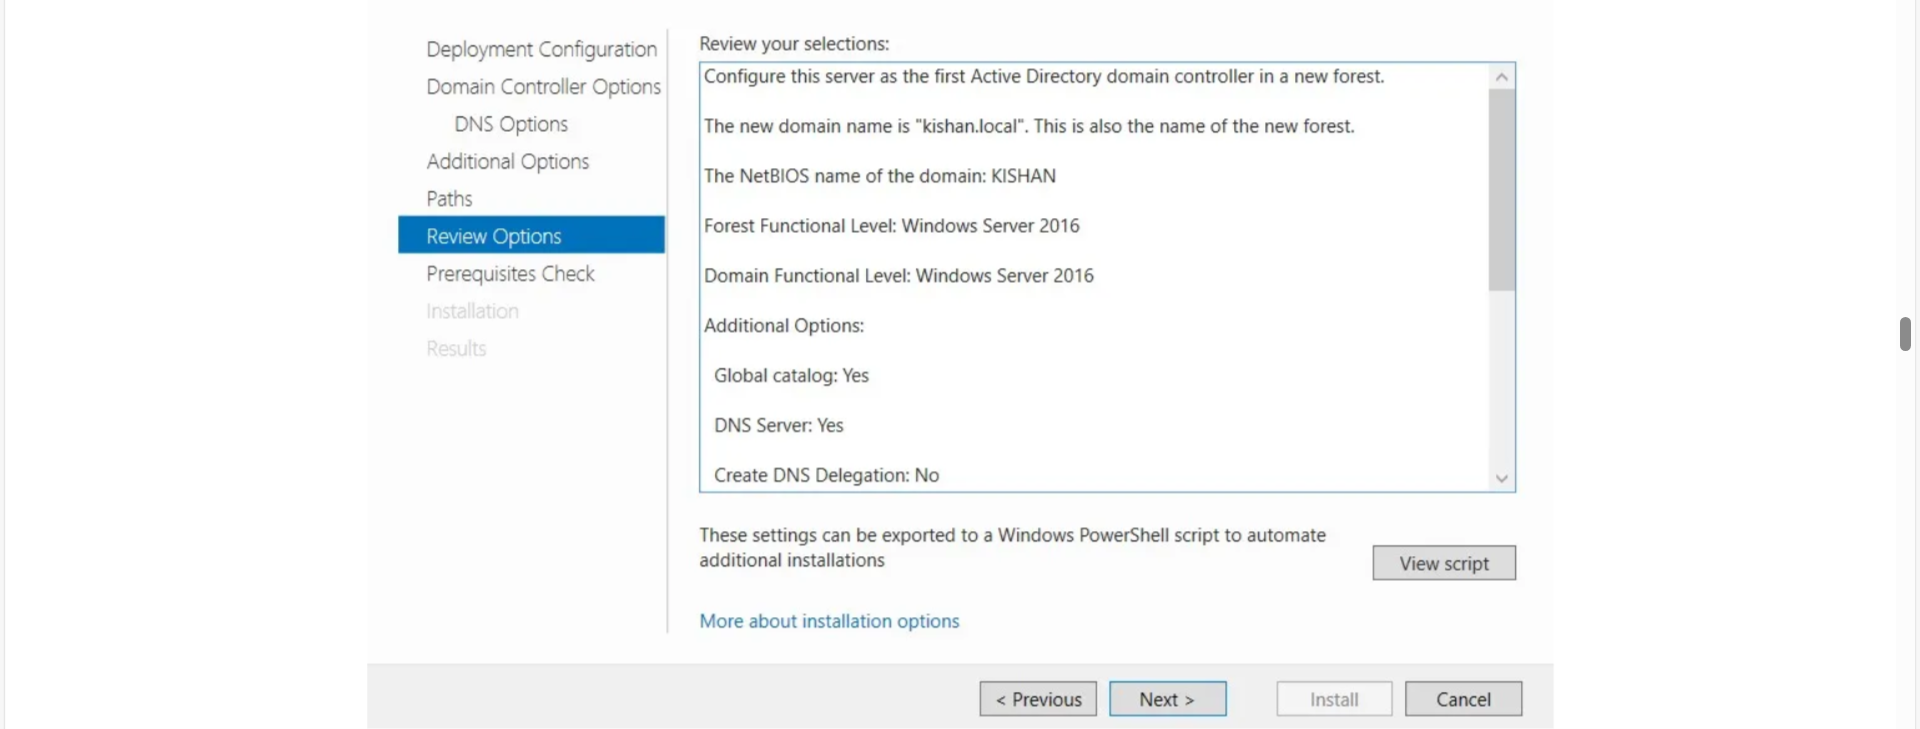 Deployment Configuration
Domain Controller Options
DNS Options
Additional Options
Paths
Review Options
Prerequisites Check
Installation
Results
Review your selections:
Configure this server as the first Active Directory domain controller in a new forest.
The new domain name is "kishan.local". This is also the name of the new forest.
The NetBIOS name of the domain: KISHAN
Forest Functional Level: Windows Server 2016
Domain Functional Level: Windows Server 2016
Additional Options:
Global catalog: Yes
DNS Server: Yes
Create DNS Delegation: No
These settings can be exported to a Windows PowerShell script to automate
additional installations
View script
More about installation options
< Previous
Next >
Install
Cancel